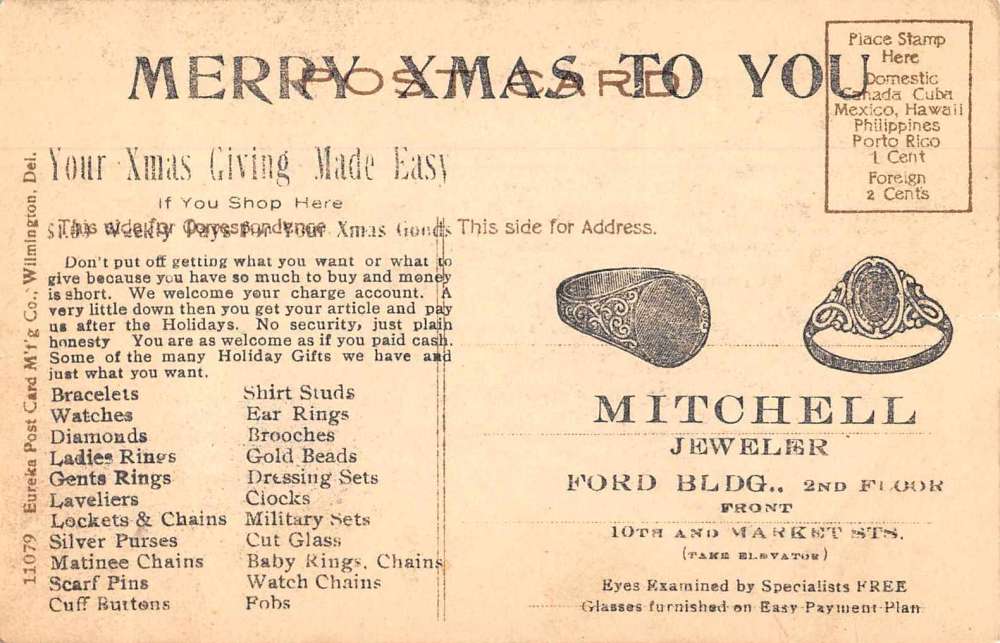 MERRY XMAS TO YOU
POST CARD
Place Stamp
Here
Domestic
Canada Cuba
Mexico, Hawaii
Philippines
Porto Rico
1 Cent
Foreign
2 Cents
Your Xmas Giving Made Easy
If You Shop Here
This side for Correspondence
Weekly Pays For Your Xmas Goods
This side for Address.
Don't put off getting what you want or what to
give because you have so much to buy and money
is short. We welcome your charge account. A
very little down then you get your article and pay
us after the Holidays. No security, just plain
honesty You are as welcome as if you paid cash.
Some of the many Holiday Gifts we have and
just what you want.
Bracelets
Watches
Diamonds
Ladies Rings
Gents Rings
Laveliers
Lockets & Chains
Silver Purses
Matinee Chains
Scarf Pins
Cuff Buttons
Shirt Studs
Ear Rings
Brooches
Gold Beads
Dressing Sets
Clocks
Military Sets
Cut Glass
Baby Rings, Chains
Watch Chains
Fobs
MITCHELL
JEWELER
FORD BLDG., 2ND FLOOR
FRONT
10TH AND MARKET STS.
(TAKE ELEVATOR)
Eyes Examined by Specialists FREE
Glasses furnished on Easy Payment Plan
11079 Eureka Post Card M'f'g Co., Wilmington, Del.